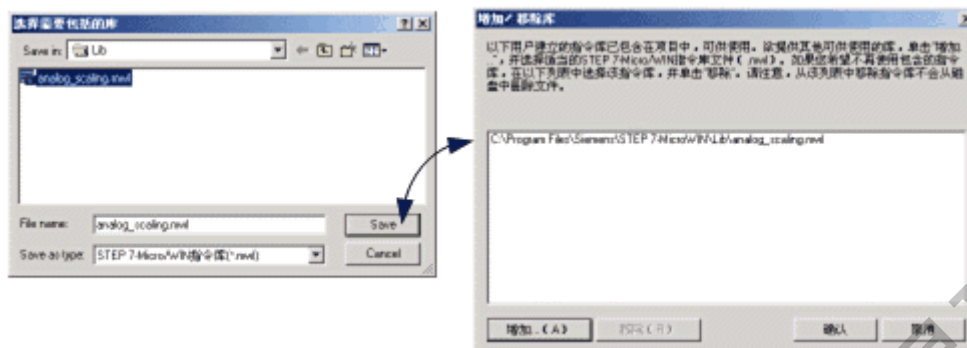 选择需要包括的库
Save in: Lib
analog_scaling.mwl
File name: analog_scaling.mwl
Save
Save as type: STEP 7-Micro/WIN指令库(*.mwl)
Cancel
增加/移除库
以下用户建立的指令库已包含在项目中，可供使用。欲提供其他可供使用的库，单击"增加
..."，并选择适当的STEP 7-Micro/WIN指令库文件(.mwl)。如果您希望不再使用包含的指令
库，在以下列表中选择该指令库，并单击"移除"。请注意，从该列表中移除指令库不会从磁
盘中删除文件。
C:\Program Files\Siemens\STEP 7-MicroWIN\Lib\analog_scaling.mwl
增加..(A)
移除(R)
确认
取消